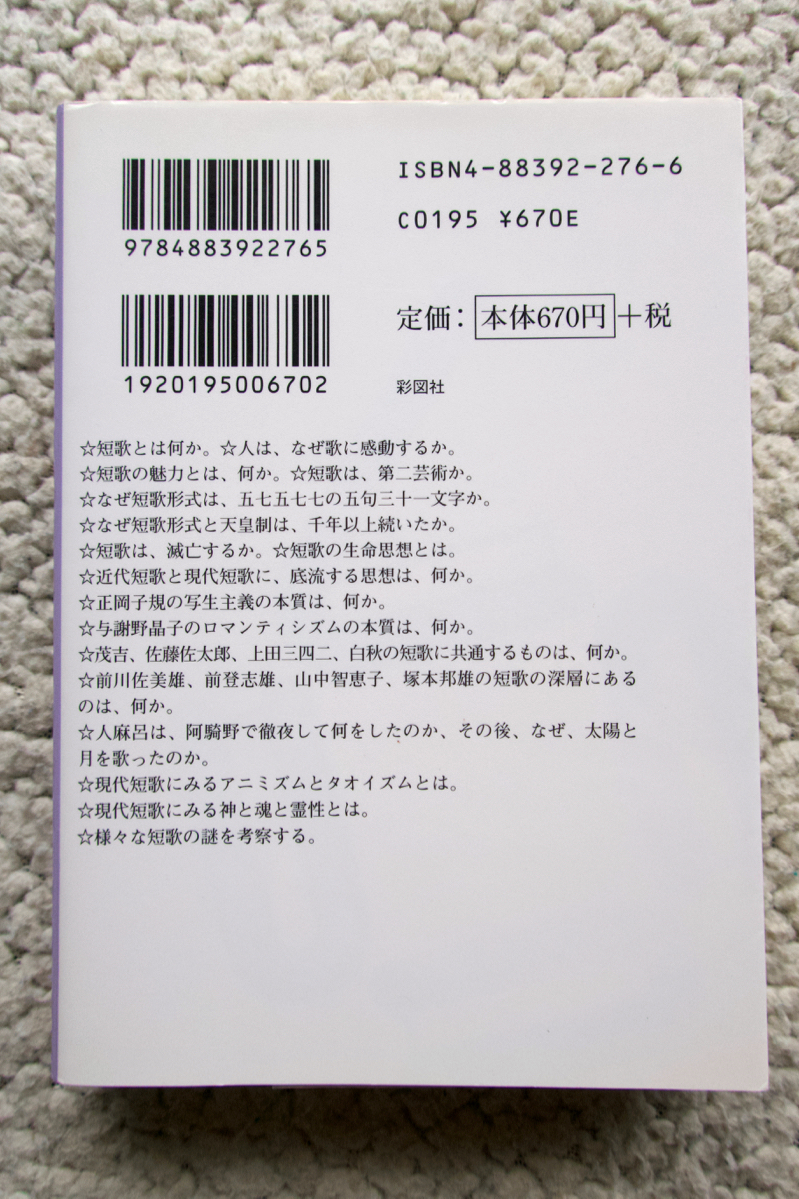 9784883922765
ISBN4-88392-276-6
C0195 ¥670E
1920195006702
定価： 本体670円 +税
彩図社
☆短歌とは何か。☆人は、なぜ歌に感動するか。
☆短歌の魅力とは、何か。☆短歌は、第二芸術か。
☆なぜ短歌形式は、五七五七七の五句三十一文字か。
☆なぜ短歌形式と天皇制は、千年以上続いたか。
☆短歌は、滅亡するか。☆短歌の生命思想とは。
☆近代短歌と現代短歌に、底流する思想は、何か。
☆正岡子規の写生主義の本質は、何か。
☆与謝野晶子のロマンティシズムの本質は、何か。
☆茂吉、佐藤佐太郎、上田三四二、白秋の短歌に共通するものは、何か。
☆前川佐美雄、前登志雄、山中智恵子、塚本邦雄の短歌の深層にある
のは、何か。
☆人麻呂は、阿騎野で徹夜して何をしたのか、その後、なぜ、太陽と
月を歌ったのか。
☆現代短歌にみるアニミズムとタオイズムとは。
☆現代短歌にみる神と魂と霊性とは。
☆様々な短歌の謎を考察する。